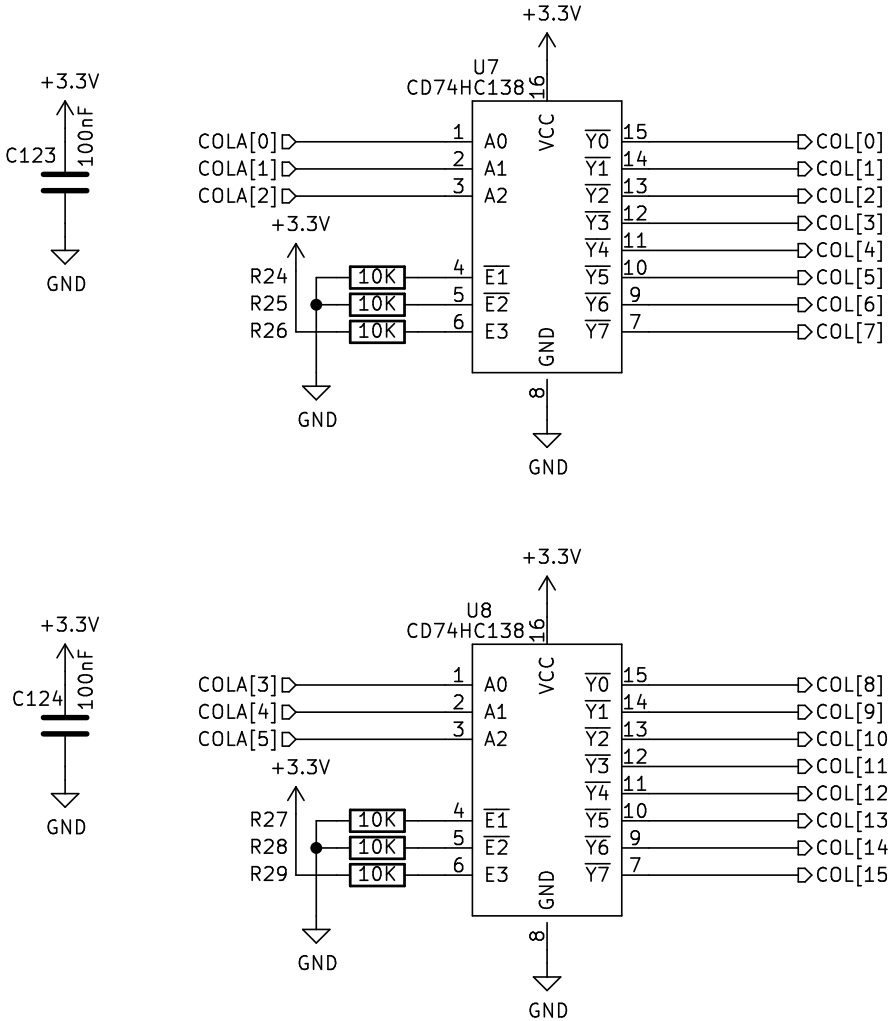 +3.3V
U7
CD74HC138
16
+3.3V
100nF
C123
GND
COLA[0]
1
A0
VCC
Y0
15
COL[0]
COLA[1]
2
A1
Y1
14
COL[1]
COLA[2]
3
A2
Y2
13
COL[2]
+3.3V
Y3
12
COL[3]
Y4
11
COL[4]
R24
10K
4
E1
Y5
10
COL[5]
R25
10K
5
E2
Y6
9
COL[6]
R26
10K
6
E3
GND
Y7
7
COL[7]
GND
8
GND
+3.3V
U8
CD74HC138
16
+3.3V
100nF
C124
GND
COLA[3]
1
A0
VCC
Y0
15
COL[8]
COLA[4]
2
A1
Y1
14
COL[9]
COLA[5]
3
A2
Y2
13
COL[10
+3.3V
Y3
12
COL[11
Y4
11
COL[12
R27
10K
4
E1
Y5
10
COL[13
R28
10K
5
E2
Y6
9
COL[14
R29
10K
6
E3
GND
Y7
7
COL[15
GND
8
GND